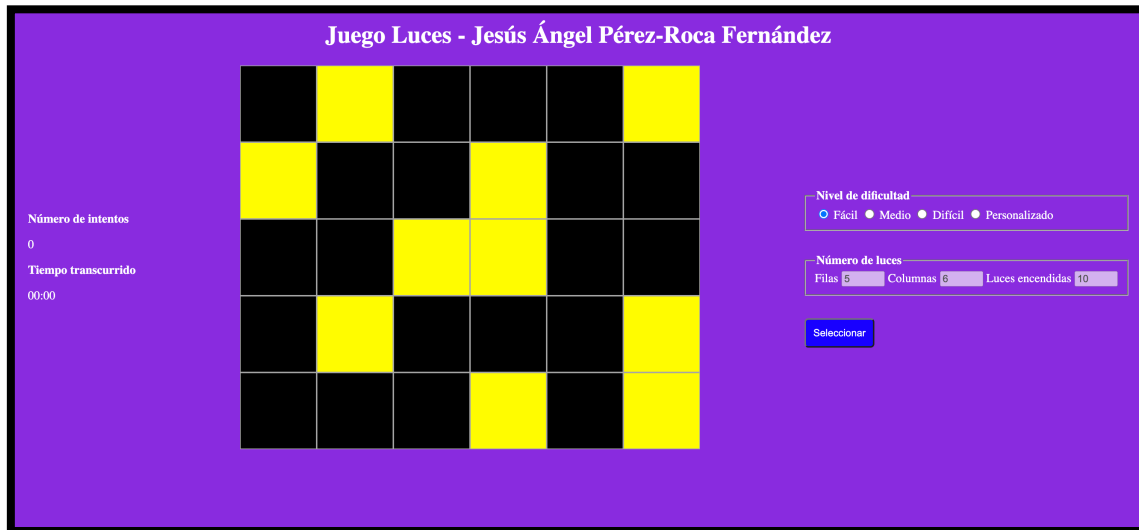 Juego Luces - Jesús Ángel Pérez-Roca Fernández
Número de intentos
0
Tiempo transcurrido
00:00
Nivel de dificultad
Fácil Medio Difícil Personalizado
Número de luces
Filas 5 Columnas 6 Luces encendidas 10
Seleccionar